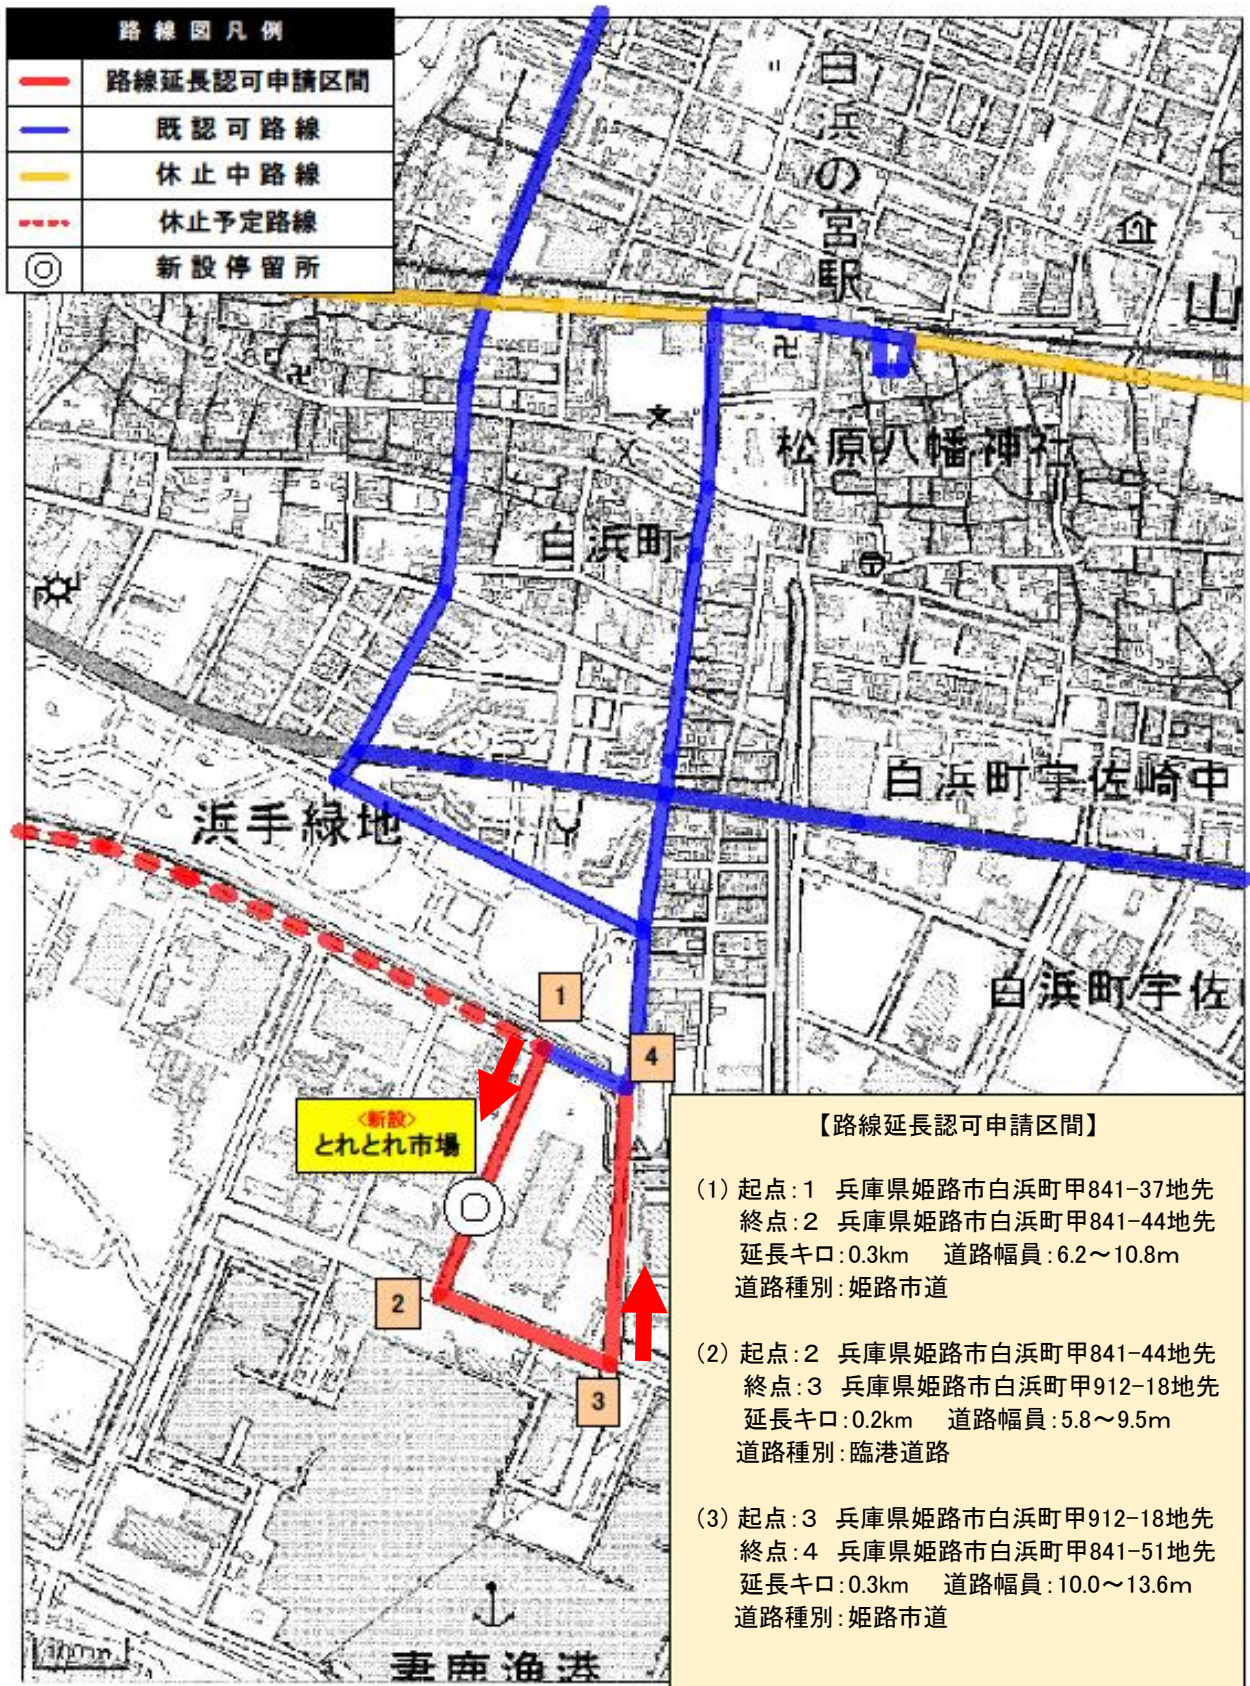 路線図凡例
路線延長認可申請区間
既認可路線
休止中路線
休止予定路線
新設停留所
白浜の宮駅
山
松原八幡神社
白浜町
白浜町宇佐崎中
浜手緑地
白浜町宇佐
1
4
<新設>
とれとれ市場
2
3
【路線延長認可申請区間】
(1) 起点:1 兵庫県姫路市白浜町甲841-37地先
終点:2 兵庫県姫路市白浜町甲841-44地先
延長キロ:0.3km 道路幅員:6.2～10.8m
道路種別:姫路市道
(2) 起点:2 兵庫県姫路市白浜町甲841-44地先
終点:3 兵庫県姫路市白浜町甲912-18地先
延長キロ:0.2km 道路幅員:5.8～9.5m
道路種別:臨港道路
(3) 起点:3 兵庫県姫路市白浜町甲912-18地先
終点:4 兵庫県姫路市白浜町甲841-51地先
延長キロ:0.3km 道路幅員:10.0～13.6m
道路種別:姫路市道
妻鹿漁港